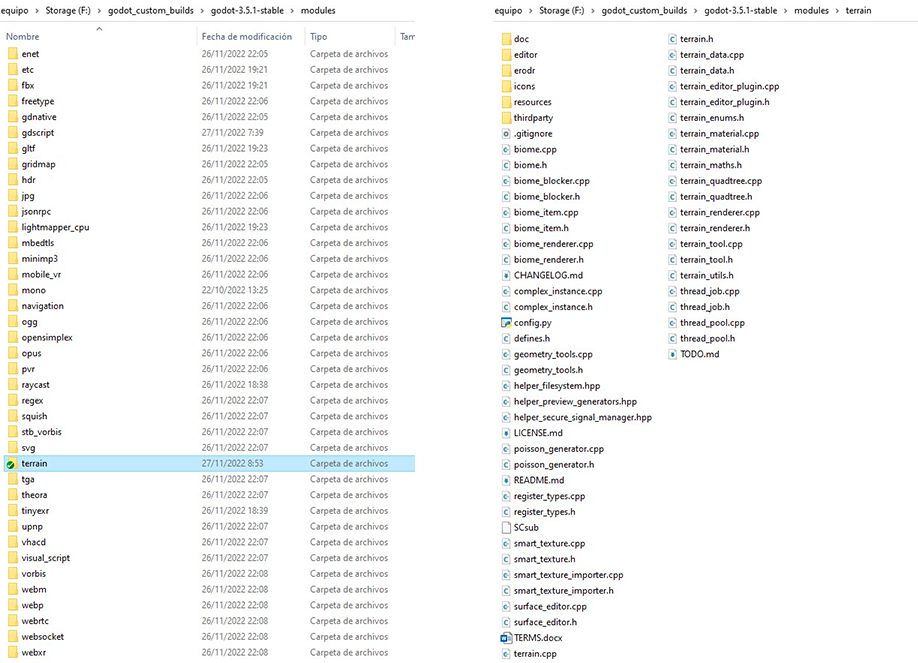 equipo > Storage (F:) > godot_custom_builds > godot-3.5.1-stable > modules
Nombre Fecha de modificación Tipo Tam
enet 26/11/2022 22:05 Carpeta de archivos
etc 26/11/2022 19:21 Carpeta de archivos
fbx 26/11/2022 19:21 Carpeta de archivos
freetype 26/11/2022 22:06 Carpeta de archivos
gdnative 26/11/2022 22:05 Carpeta de archivos
gdscript 27/11/2022 7:39 Carpeta de archivos
gltf 26/11/2022 19:23 Carpeta de archivos
gridmap 26/11/2022 22:05 Carpeta de archivos
hdr 26/11/2022 22:05 Carpeta de archivos
jpg 26/11/2022 22:06 Carpeta de archivos
jsonrpc 26/11/2022 22:06 Carpeta de archivos
lightmapper_cpu 26/11/2022 19:23 Carpeta de archivos
mbedtls 26/11/2022 22:06 Carpeta de archivos
minimp3 26/11/2022 22:06 Carpeta de archivos
mobile_vr 26/11/2022 22:06 Carpeta de archivos
mono 22/10/2022 13:25 Carpeta de archivos
navigation 26/11/2022 22:06 Carpeta de archivos
ogg 26/11/2022 22:06 Carpeta de archivos
opensimplex 26/11/2022 22:06 Carpeta de archivos
opus 26/11/2022 22:06 Carpeta de archivos
pvr 26/11/2022 22:06 Carpeta de archivos
raycast 26/11/2022 18:38 Carpeta de archivos
regex 26/11/2022 22:07 Carpeta de archivos
squish 26/11/2022 22:07 Carpeta de archivos
stb_vorbis 26/11/2022 22:07 Carpeta de archivos
svg 26/11/2022 22:07 Carpeta de archivos
terrain 27/11/2022 8:53 Carpeta de archivos
tga 26/11/2022 22:07 Carpeta de archivos
theora 26/11/2022 22:07 Carpeta de archivos
tinyexr 26/11/2022 18:39 Carpeta de archivos
upnp 26/11/2022 22:07 Carpeta de archivos
vhacd 26/11/2022 22:07 Carpeta de archivos
visual_script 26/11/2022 22:07 Carpeta de archivos
vorbis 26/11/2022 22:08 Carpeta de archivos
webm 26/11/2022 22:08 Carpeta de archivos
webp 26/11/2022 22:08 Carpeta de archivos
webrtc 26/11/2022 22:08 Carpeta de archivos
websocket 26/11/2022 22:08 Carpeta de archivos
webxr 26/11/2022 22:08 Carpeta de archivos
equipo > Storage (F:) > godot_custom_builds > godot-3.5.1-stable > modules > terrain
doc
editor
erodr
icons
resources
thirdparty
.gitignore
biome.cpp
biome.h
biome_blocker.cpp
biome_blocker.h
biome_item.cpp
biome_item.h
biome_renderer.cpp
biome_renderer.h
CHANGELOG.md
complex_instance.cpp
complex_instance.h
config.py
defines.h
geometry_tools.cpp
geometry_tools.h
helper_filesystem.hpp
helper_preview_generators.hpp
helper_secure_signal_manager.hpp
LICENSE.md
poisson_generator.cpp
poisson_generator.h
README.md
register_types.cpp
register_types.h
SCsub
smart_texture.cpp
smart_texture.h
smart_texture_importer.cpp
smart_texture_importer.h
surface_editor.cpp
surface_editor.h
TERMS.docx
terrain.cpp
terrain.h
terrain_data.cpp
terrain_data.h
terrain_editor_plugin.cpp
terrain_editor_plugin.h
terrain_enums.h
terrain_material.cpp
terrain_material.h
terrain_maths.h
terrain_quadtree.cpp
terrain_quadtree.h
terrain_renderer.cpp
terrain_renderer.h
terrain_tool.cpp
terrain_tool.h
terrain_utils.h
thread_job.cpp
thread_job.h
thread_pool.cpp
thread_pool.h
TODO.md